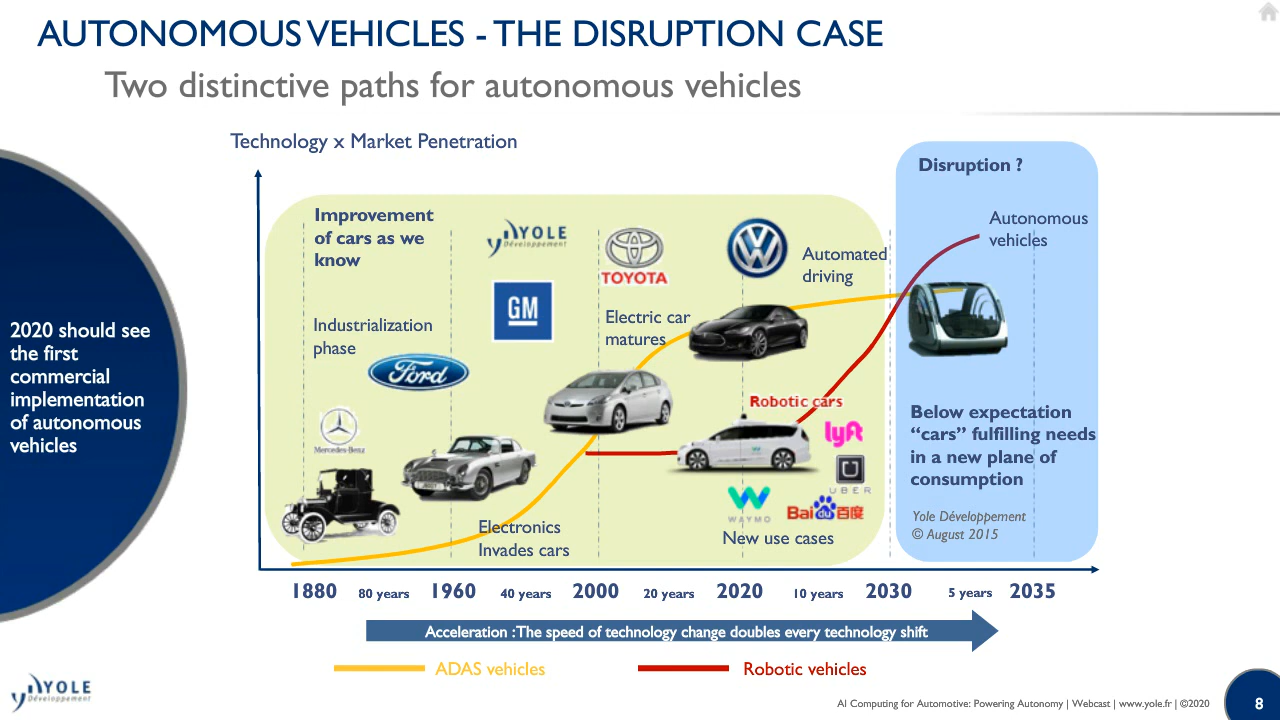 AUTONOMOUS VEHICLES - THE DISRUPTION CASE
Two distinctive paths for autonomous vehicles
2020 should see
the first
commercial
implementation
of autonomous
vehicles
Technology x Market Penetration
Improvement
of cars as we
know
YOLE
Développement
TOYOTA
GM
Automated
driving
Industrialization
phase
Ford
Electric car
matures
Mercedes-Benz
Robotic cars
lyft
UBER
WAYMO
Bai du 百度
Electronics
Invades cars
New use cases
Disruption ?
Autonomous
vehicles
Below expectation
“cars” fulfilling needs
in a new plane of
consumption
Yole Développement
© August 2015
1880 80 years 1960 40 years 2000 20 years 2020 10 years 2030 5 years 2035
Acceleration :The speed of technology change doubles every technology shift
ADAS vehicles
Robotic vehicles
YOLE
Développement
AI Computing for Automotive: Powering Autonomy | Webcast | www.yole.fr | ©2020
8